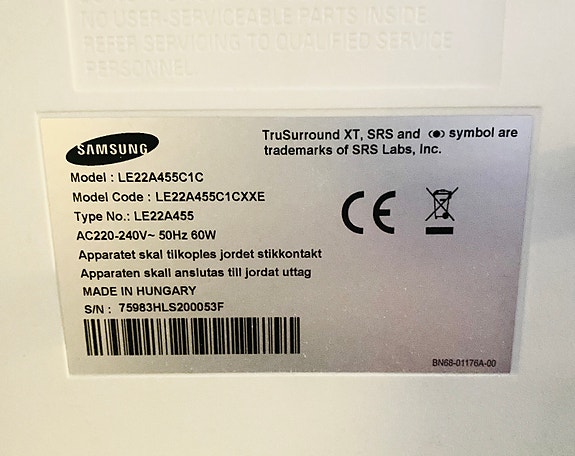 NO USER-SERVICEABLE PARTS INSIDE
REFER SERVICING TO QUALIFIED SERVICE
PERSONNEL.
SAMSUNG
TruSurround XT, SRS and symbol are
trademarks of SRS Labs, Inc.
Model : LE22A455C1C
Model Code : LE22A455C1CXXE
Type No.: LE22A455
AC220-240V~ 50Hz 60W
Apparatet skal tilkoples jordet stikkontakt
Apparaten skall anslutas till jordat uttag
MADE IN HUNGARY
S/N : 75983HLS200053F
CE
BN68-01176A-00